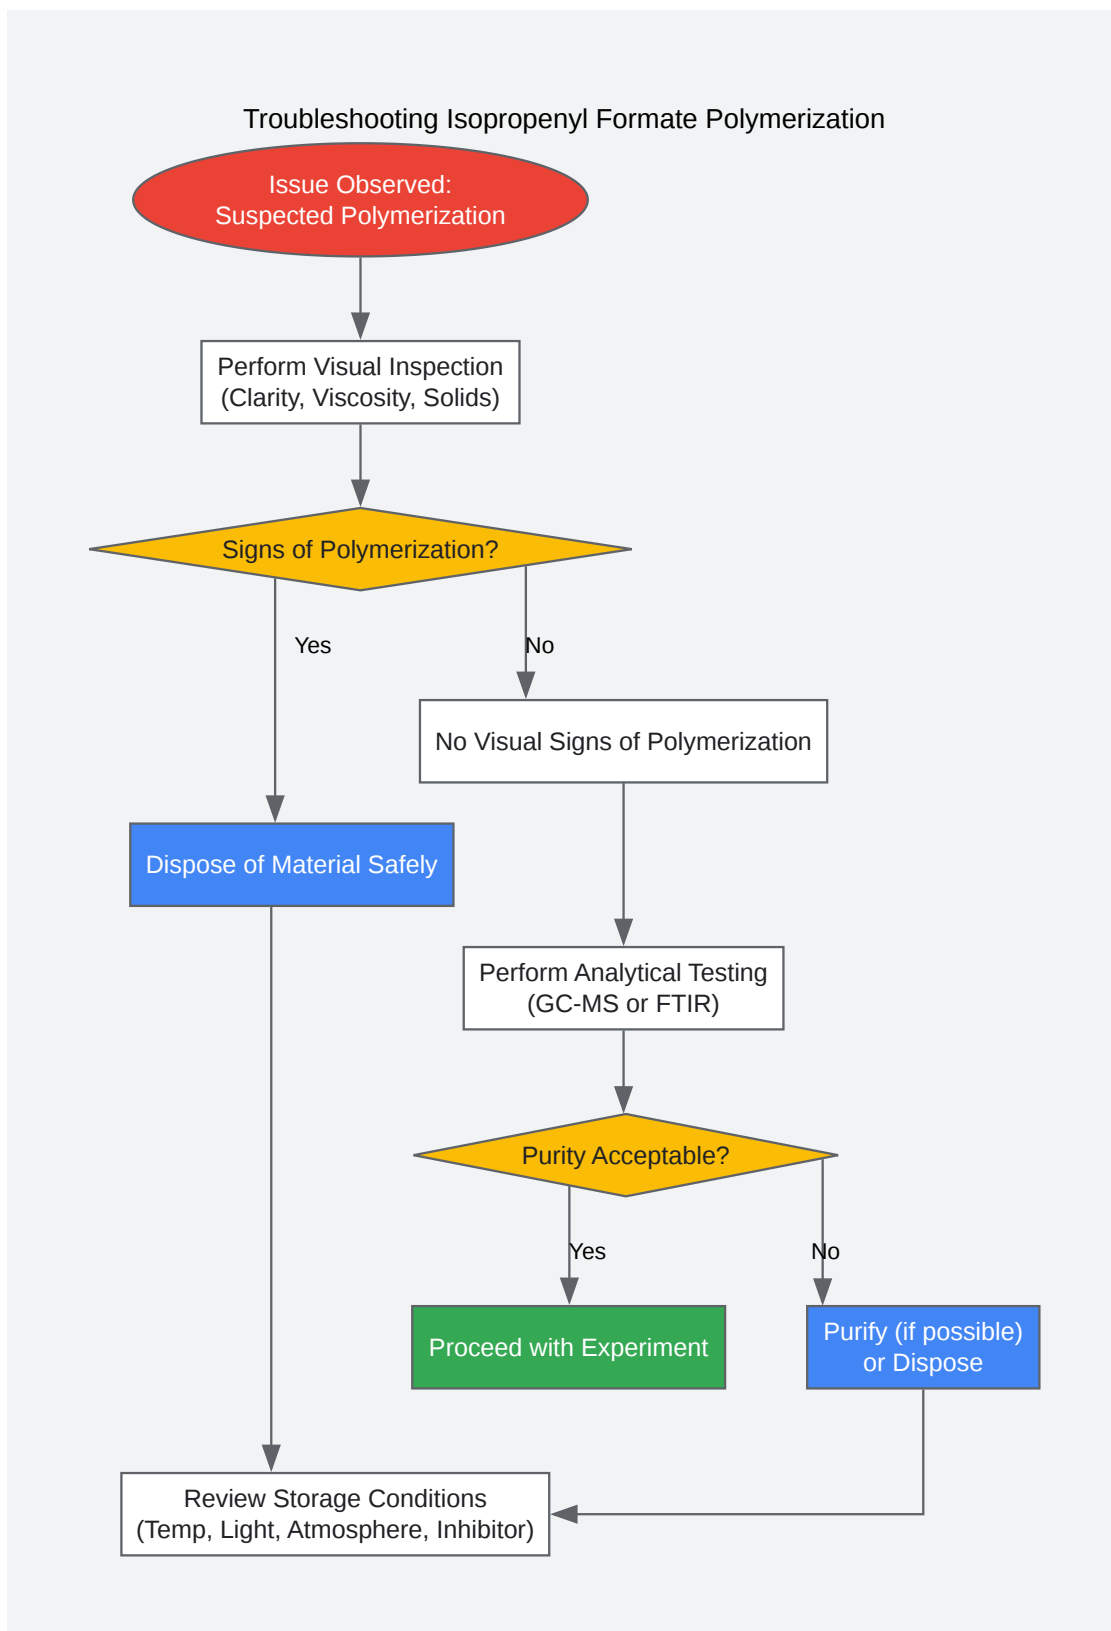 Troubleshooting Isopropenyl Formate Polymerization
Issue Observed:
Suspected Polymerization
Perform Visual Inspection
(Clarity, Viscosity, Solids)
Signs of Polymerization?
Yes
No
No Visual Signs of Polymerization
Dispose of Material Safely
Perform Analytical Testing
(GC-MS or FTIR)
Purity Acceptable?
Yes
No
Proceed with Experiment
Purify (if possible)
or Dispose
Review Storage Conditions
(Temp, Light, Atmosphere, Inhibitor)